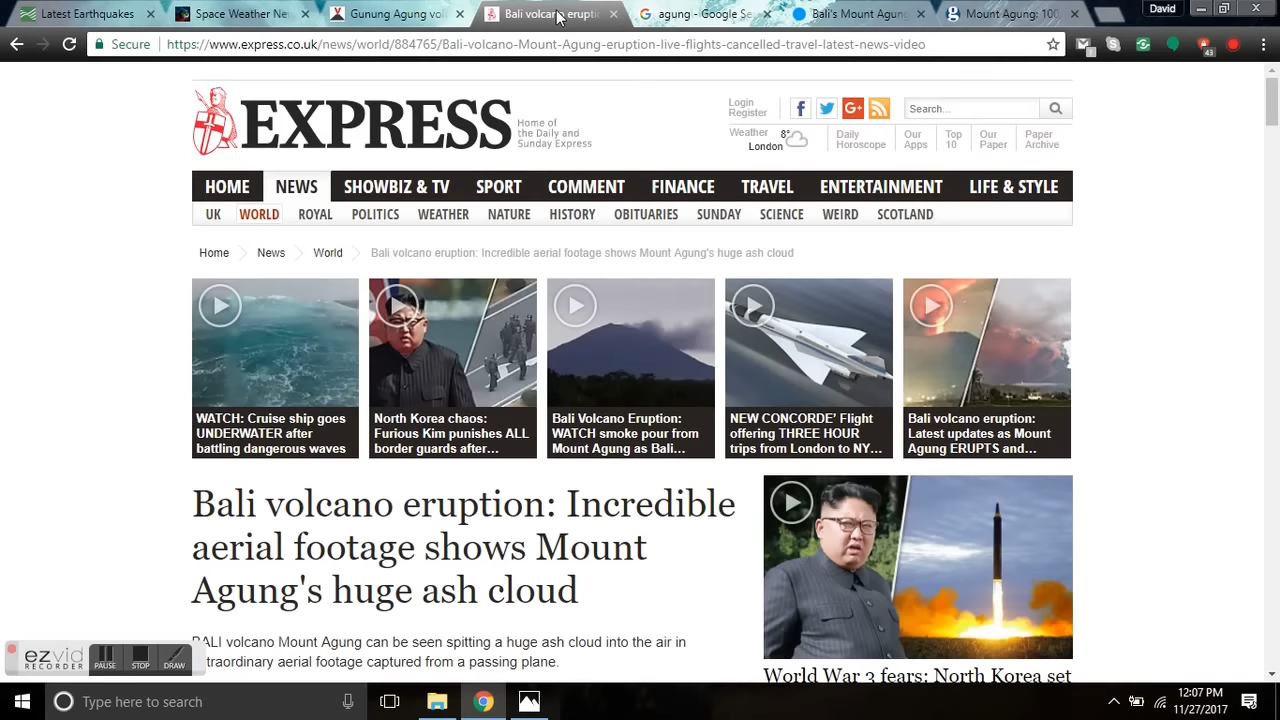 Latest Earthquakes
Space Weather Ne
Gunung Agung vol
Bali volcano erupti
agung - Google Se
Bali's Mount Agung
Mount Agung: 100
David
Secure
https://www.express.co.uk/news/world/884765/Bali-volcano-Mount-Agung-eruption-live-flights-cancelled-travel-latest-news-video
43
EXPRESS
Home of
the Daily and
Sunday Express
Login
Register
f
G+
Search...
Weather
London
8°
Daily
Horoscope
Our
Apps
Top
10
Our
Paper
Paper
Archive
HOME NEWS SHOWBIZ & TV SPORT COMMENT FINANCE TRAVEL ENTERTAINMENT LIFE & STYLE
UK WORLD ROYAL POLITICS WEATHER NATURE HISTORY OBITUARIES SUNDAY SCIENCE WEIRD SCOTLAND
Home News World Bali volcano eruption: Incredible aerial footage shows Mount Agung's huge ash cloud
WATCH: Cruise ship goes
UNDERWATER after
battling dangerous waves
North Korea chaos:
Furious Kim punishes ALL
border guards after…
Bali Volcano Eruption:
WATCH smoke pour from
Mount Agung as Bali…
NEW CONCORDE' Flight
offering THREE HOUR
trips from London to NY…
Bali volcano eruption:
Latest updates as Mount
Agung ERUPTS and…
Bali volcano eruption: Incredible
aerial footage shows Mount
Agung's huge ash cloud
BALI volcano Mount Agung can be seen spitting a huge ash cloud into the air in
traordinary aerial footage captured from a passing plane.
World War 3 fears: North Korea set
ezvid
RECORDER
PAUSE
STOP
DRAW
Type here to search
12:07 PM
11/27/2017